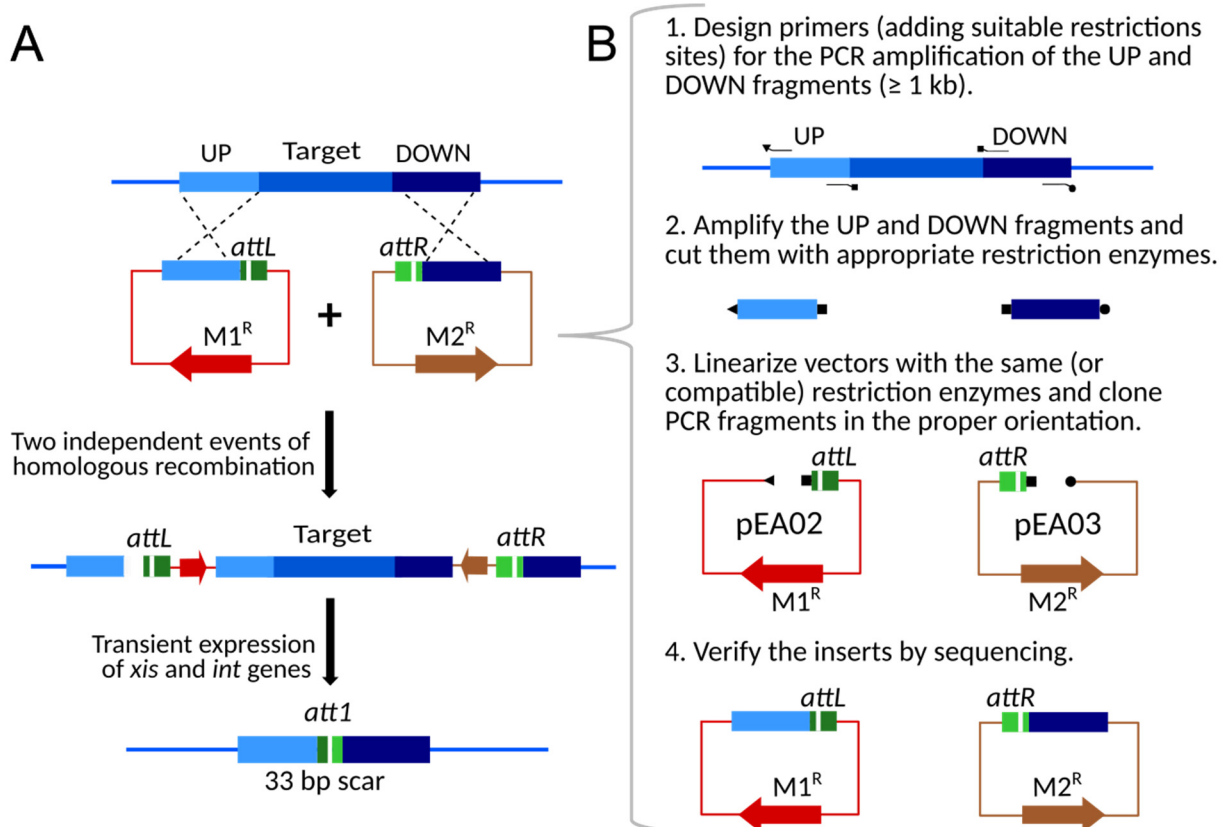 A
UP
Target
DOWN
attL
attR
M1R
+
M2R
Two independent events of
homologous recombination
attL
Target
attR
Transient expression
of xis and int genes
att1
33 bp scar
B
1. Design primers (adding suitable restrictions
sites) for the PCR amplification of the UP and
DOWN fragments (≥ 1 kb).
UP
DOWN
2. Amplify the UP and DOWN fragments and
cut them with appropriate restriction enzymes.
3. Linearize vectors with the same (or
compatible) restriction enzymes and clone
PCR fragments in the proper orientation.
attL
attR
pEA02
pEA03
M1R
M2R
4. Verify the inserts by sequencing.
attL
attR
M1R
M2R